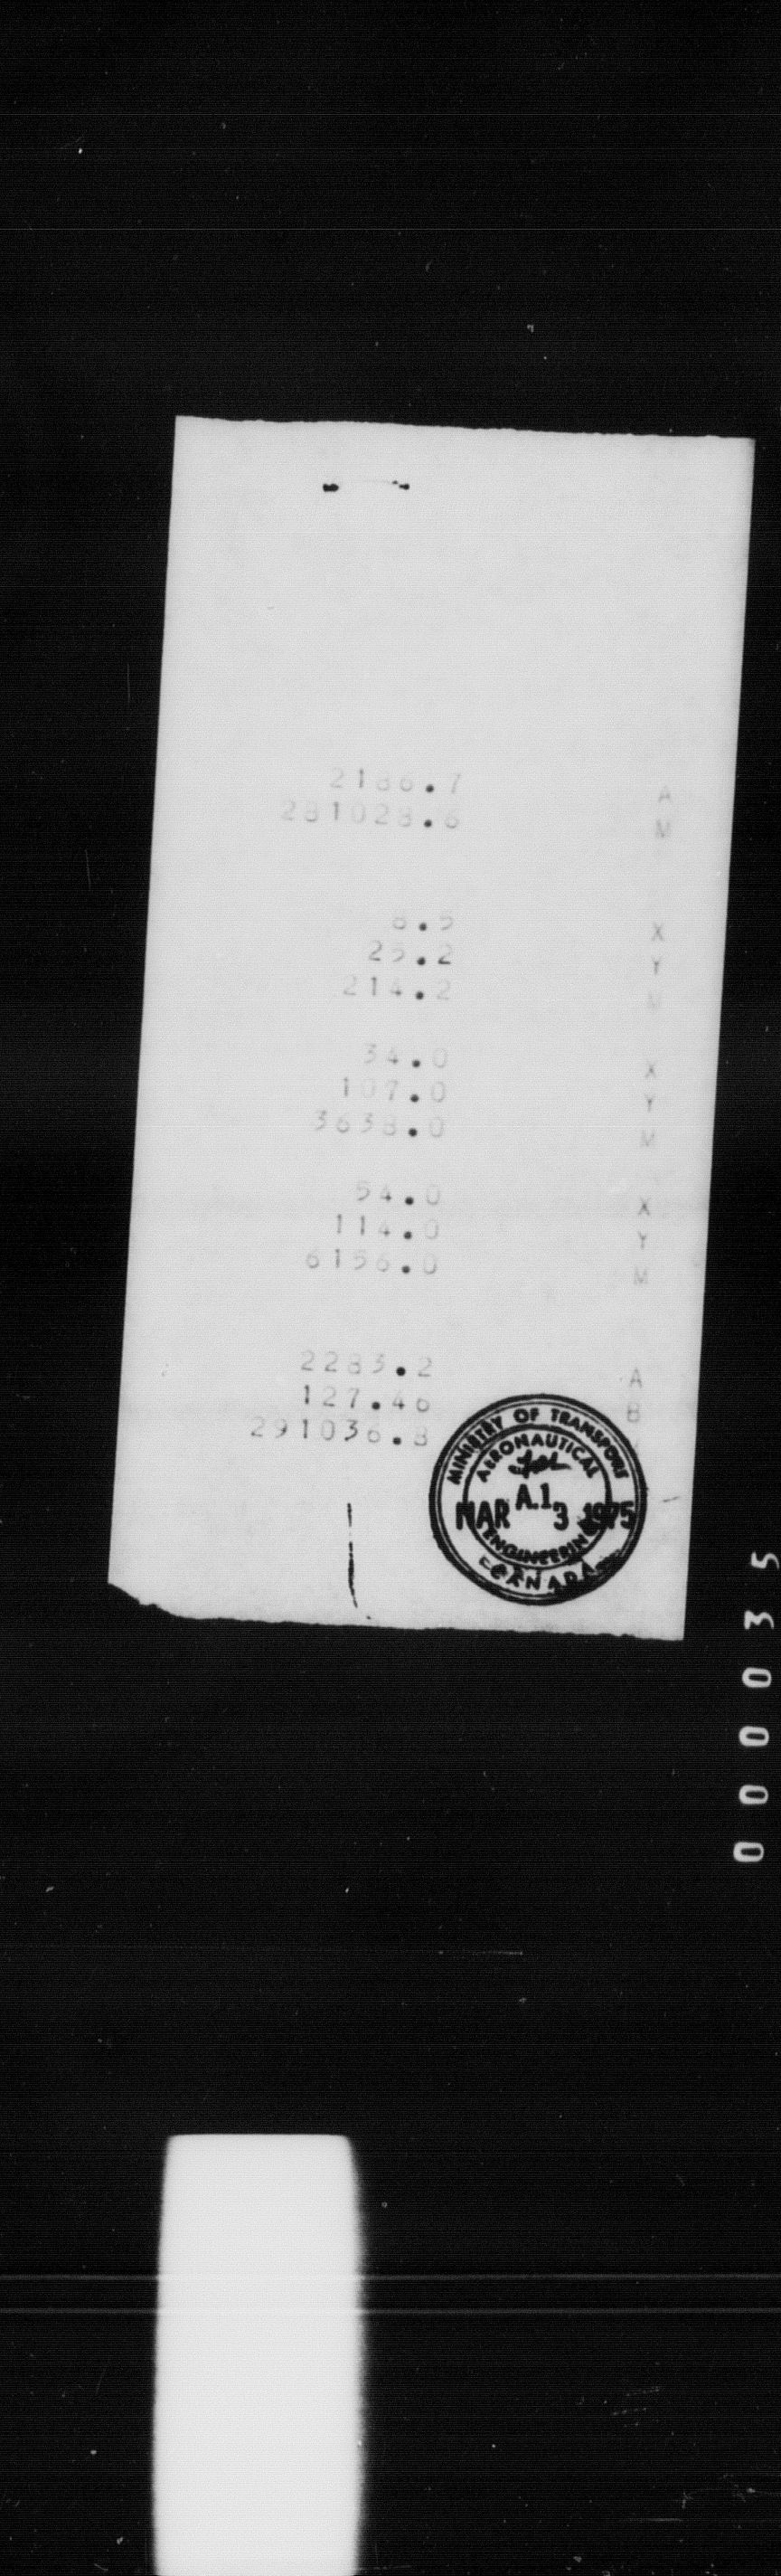 2186.7 A
281028.6 M
8.5 X
25.2 Y
214.2 M
34.0 X
107.0 Y
3638.0 M
54.0 X
114.0 Y
6156.0 M
2283.2 A
127.46 B
291036.8
MINISTRY OF TRANSPORT
AERONAUTICAL
A.1.
MAR 3 1975
ENGINEERING
-CANADA-
000035